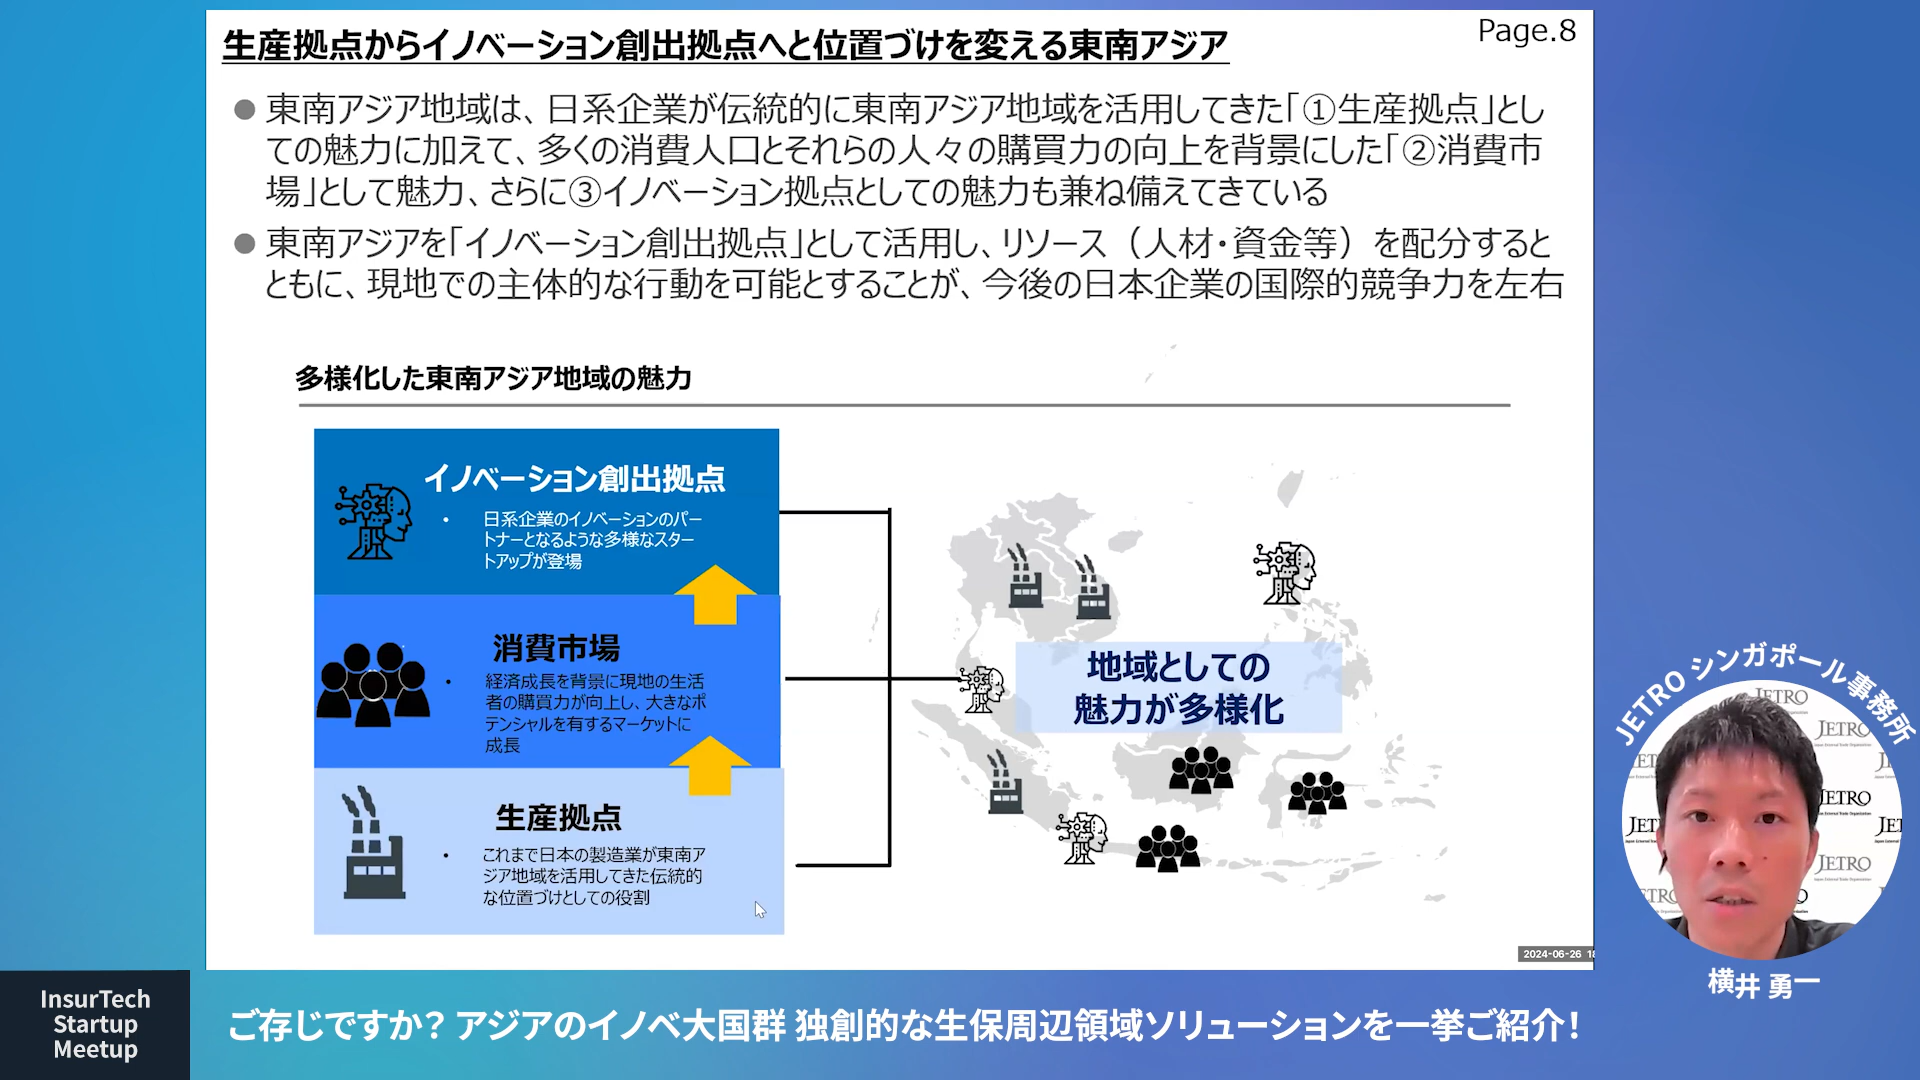 Page.8
生産拠点からイノベーション創出拠点へと位置づけを変える東南アジア
● 東南アジア地域は、日系企業が伝統的に東南アジア地域を活用してきた「①生産拠点」とし
ての魅力に加えて、多くの消費人口とそれらの人々の購買力の向上を背景にした「②消費市
場」として魅力、さらに③イノベーション拠点としての魅力も兼ね備えてきている
● 東南アジアを「イノベーション創出拠点」として活用し、リソース（人材・資金等）を配分すると
ともに、現地での主体的な行動を可能とすることが、今後の日本企業の国際的競争力を左右
多様化した東南アジア地域の魅力
イノベーション創出拠点
• 日系企業のイノベーションのパー
トナーとなるような多様なスター
トアップが登場
消費市場
• 経済成長を背景に現地の生活
者の購買力が向上し、大きなポ
テンシャルを有するマーケットに
成長
生産拠点
• これまで日本の製造業が東南ア
ジア地域を活用してきた伝統的
な位置づけとしての役割
地域としての
魅力が多様化
2024-06-26
JETRO シンガポール事務所
JETRO
JETRO
JETRO
JETRO
横井 勇一
InsurTech
Startup
Meetup
ご存じですか？ アジアのイノベ大国群 独創的な生保周辺領域ソリューションを一挙ご紹介！